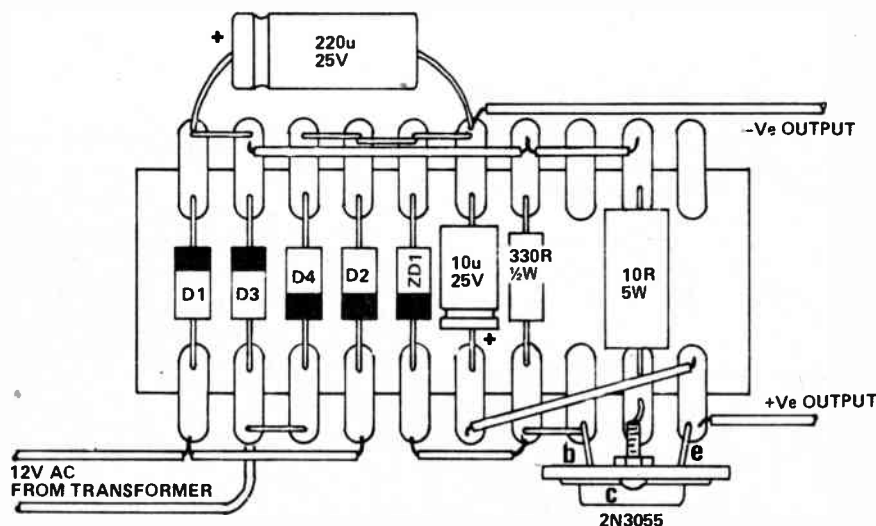 +
220u
25V
-Ve OUTPUT
D1
D3
D4
D2
ZD1
10u
25V
+
330R
½W
10R
5W
+Ve OUTPUT
12V AC
FROM TRANSFORMER
b
e
c
2N3055